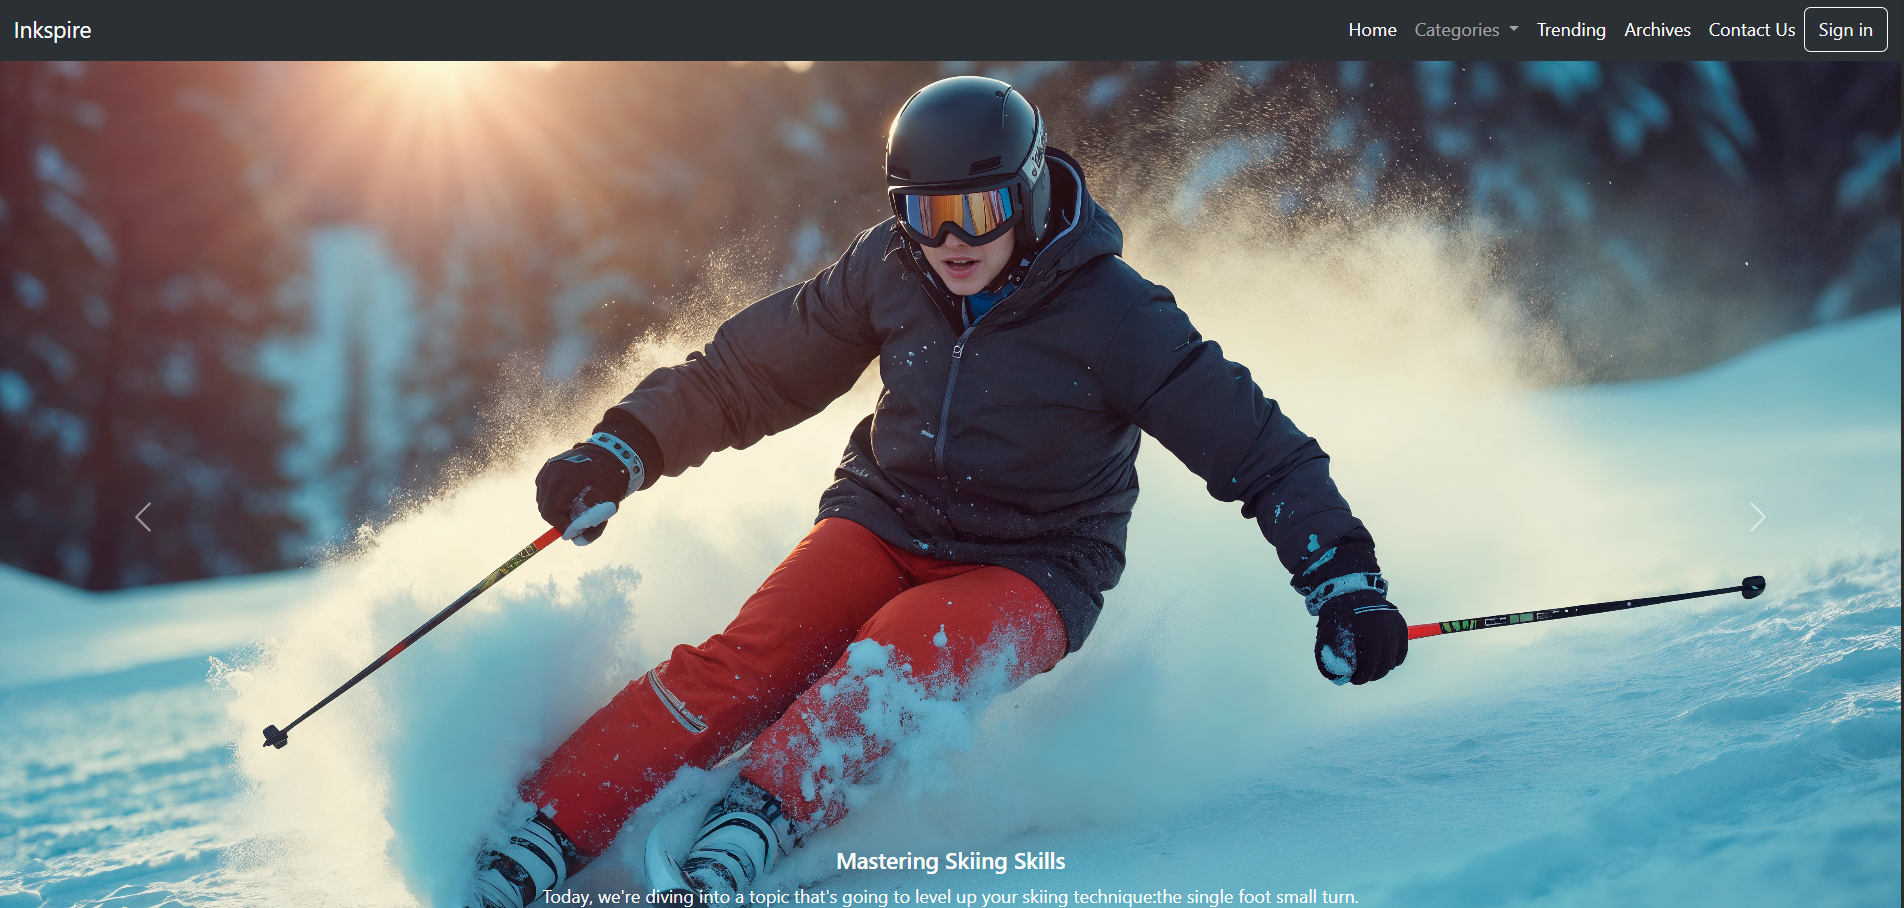 Inkspire
Home Categories Trending Archives Contact Us Sign in
Mastering Skiing Skills
Today, we're diving into a topic that's going to level up your skiing technique:the single foot small turn.